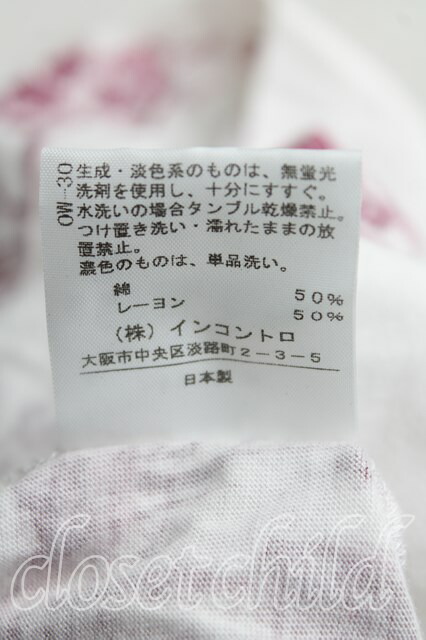 OW-30
生成・淡色系のものは、無蛍光
洗剤を使用し、十分にすすぐ。
水洗いの場合タンブル乾燥禁止。
つけ置き洗い・濡れたままの放
置禁止。
濃色のものは、単品洗い。
綿 50%
レーヨン 50%
(株)インコントロ
大阪市中央区淡路町2-3-5
日本製
closetchild